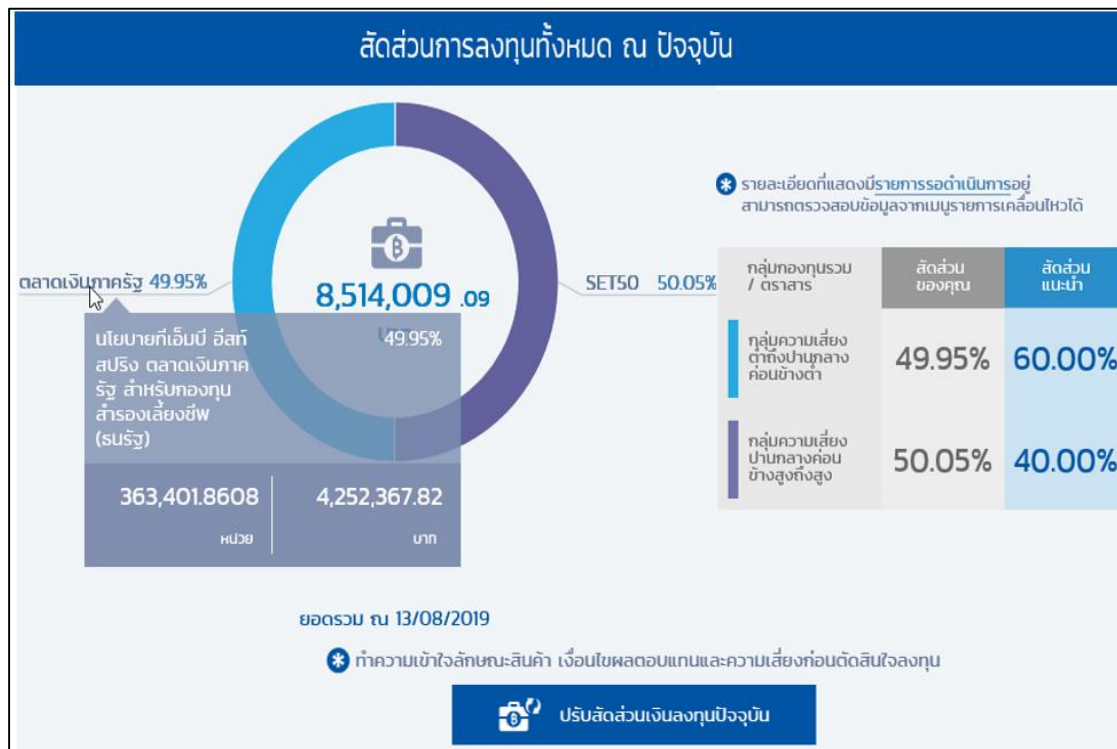 สัดส่วนการลงทุนทั้งหมด ณ ปัจจุบัน
ตลาดเงินภาครัฐ 49.95%
8,514,009 .09
SET50 50.05%
นโยบายทีเอ็มบี อีสท์ 49.95%
สปริง ตลาดเงินภาค
รัฐ สำหรับกองทุน
สำรองเลี้ยงชีพ
(ธนรัฐ)
363,401.8608 4,252,367.82
หน่วย บาท
รายละเอียดที่แสดงมีรายการรอดำเนินการอยู่
สามารถตรวจสอบข้อมูลจากเมนูรายการเคลื่อนไหวได้
กลุ่มกองทุนรวม สัดส่วน สัดส่วน
/ ตราสาร ของคุณ แนะนำ
กลุ่มความเสี่ยง
ต่ำถึงปานกลาง 49.95% 60.00%
ค่อนข้างต่ำ
กลุ่มความเสี่ยง
ปานกลางค่อน 50.05% 40.00%
ข้างสูงถึงสูง
ยอดรวม ณ 13/08/2019
ทำความเข้าใจลักษณะสินค้า เงื่อนไขผลตอบแทนและความเสี่ยงก่อนตัดสินใจลงทุน
ปรับสัดส่วนเงินลงทุนปัจจุบัน